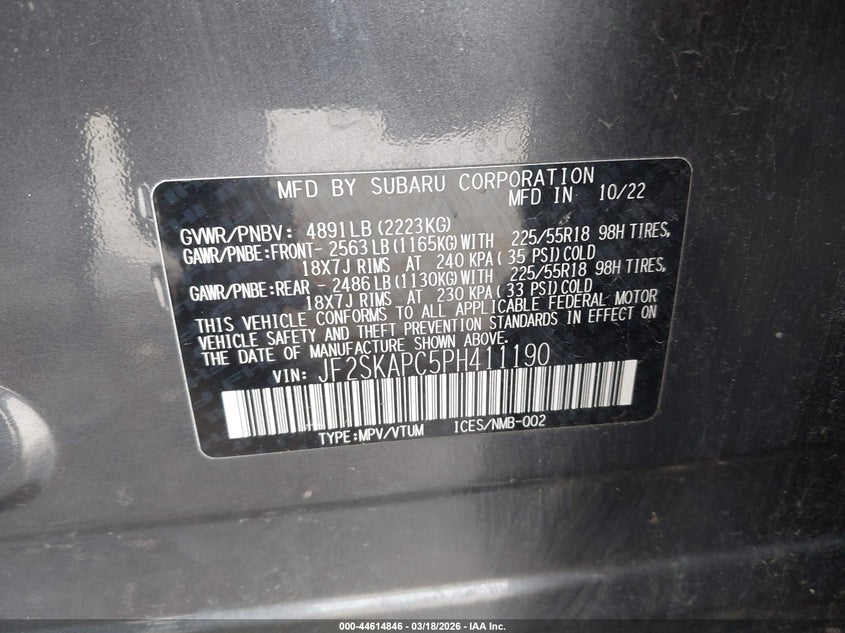 MFD BY SUBARU CORPORATION
MFD IN 10/22
GVWR/PNBV: 4891LB(2223KG)
GAWR/PNBE:FRONT- 2563LB(1165KG)WITH 225/55R18 98H TIRES,
18X7J RIMS AT 240 KPA( 35 PSI)COLD
GAWR/PNBE:REAR - 2486LB(1130KG)WITH 225/55R18 98H TIRES,
18X7J RIMS AT 230 KPA( 33 PSI)COLD
THIS VEHICLE CONFORMS TO ALL APPLICABLE FEDERAL MOTOR
VEHICLE SAFETY AND THEFT PREVENTION STANDARDS IN EFFECT ON
THE DATE OF MANUFACTURE SHOWN ABOVE.
VIN: JF2SKAPC5PH411190
TYPE:MPV/VTUM ICES/NMB-002
000-44614846 - 03/18/2026 - IAA Inc.